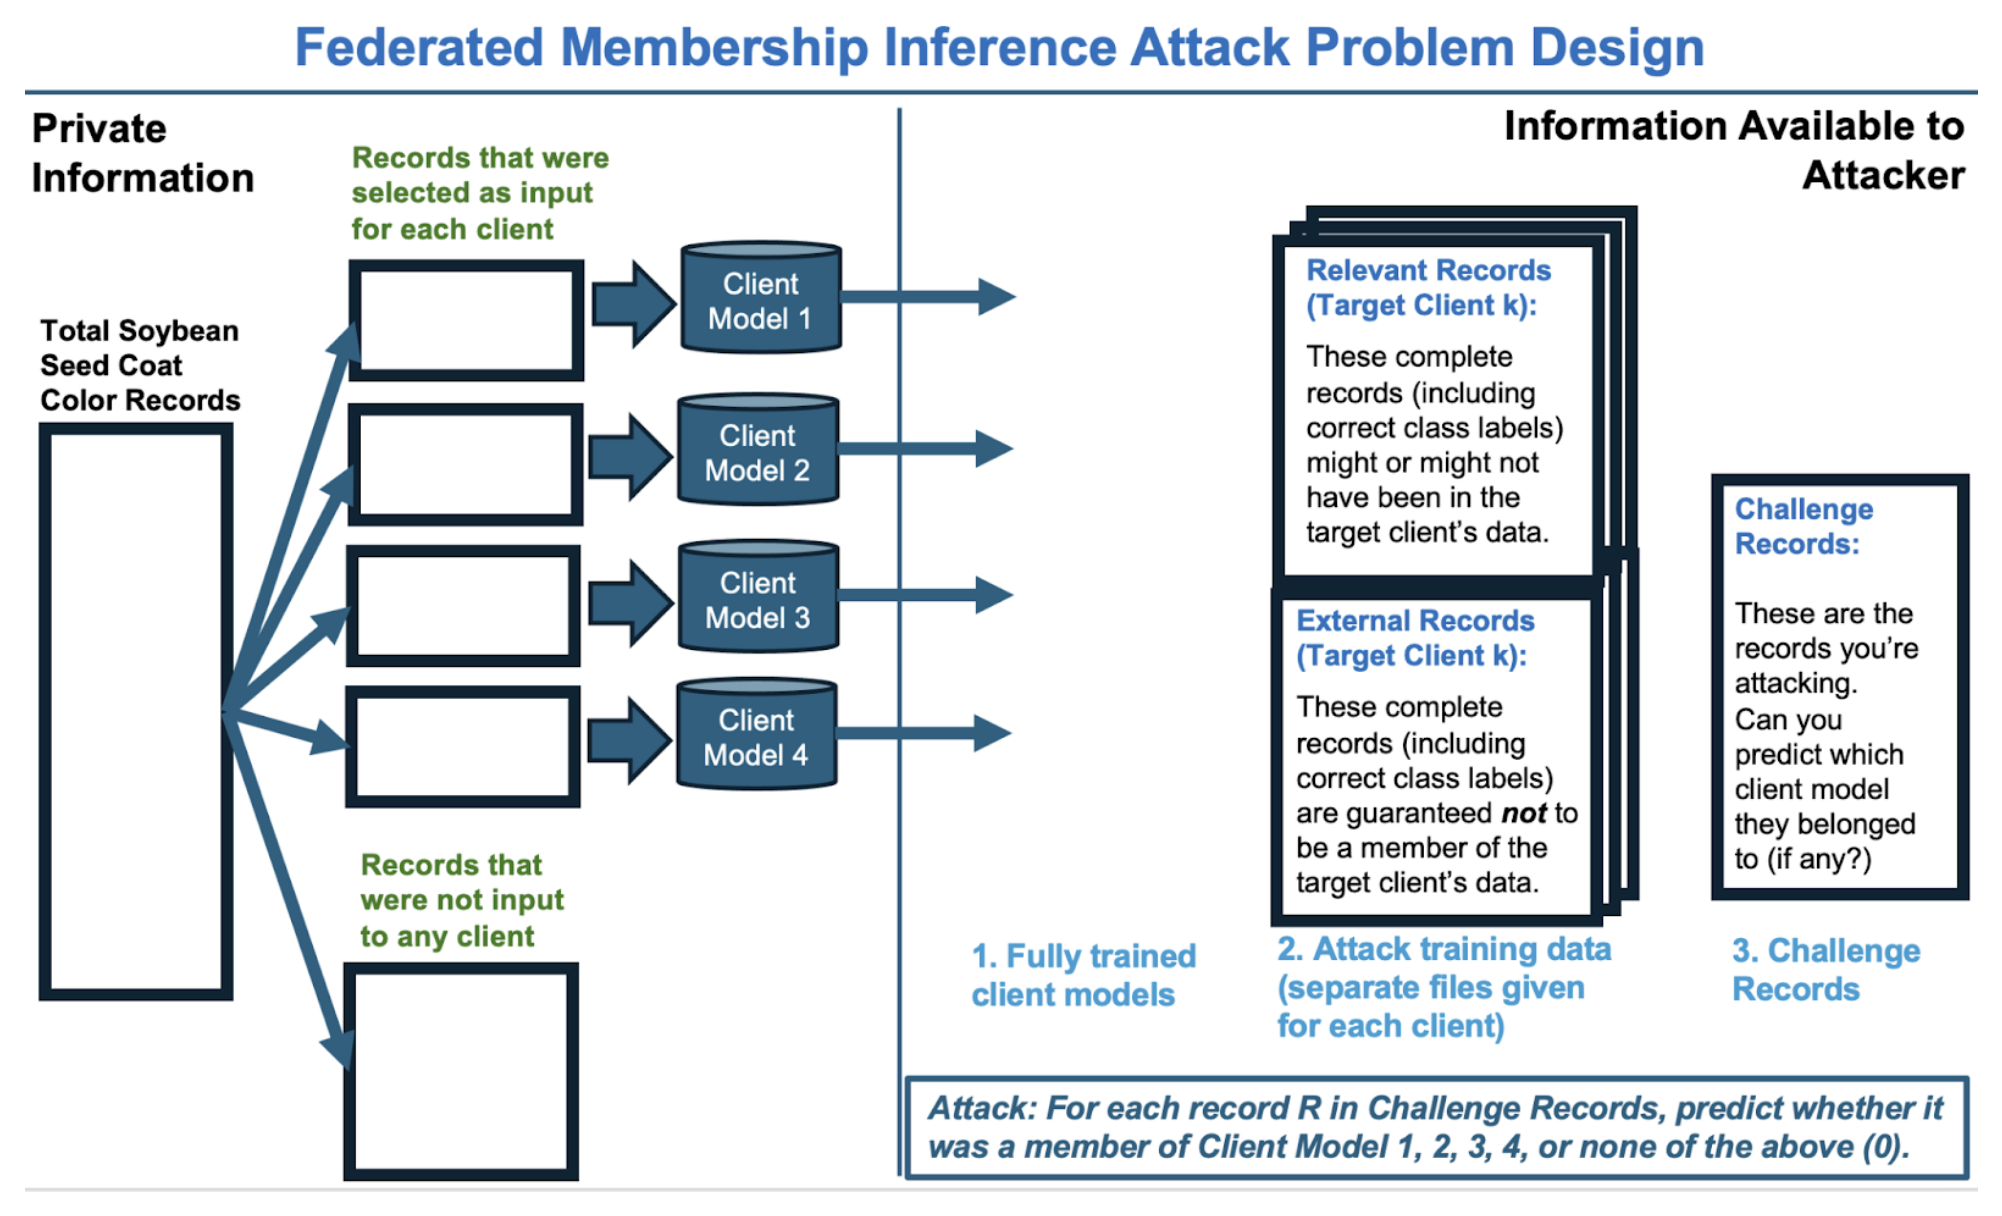 Federated Membership Inference Attack Problem Design
Private
Information
Information Available to
Attacker
Records that were
selected as input
for each client
Total Soybean
Seed Coat
Color Records
Client
Model 1
Client
Model 2
Client
Model 3
Client
Model 4
Records that
were not input
to any client
Relevant Records
(Target Client k):
These complete
records (including
correct class labels)
might or might not
have been in the
target client's data.
External Records
(Target Client k):
These complete
records (including
correct class labels)
are guaranteed not to
be a member of the
target client's data.
Challenge
Records:
These are the
records you're
attacking.
Can you
predict which
client model
they belonged
to (if any?)
1. Fully trained
client models
2. Attack training data
(separate files given
for each client)
3. Challenge
Records
Attack: For each record R in Challenge Records, predict whether it
was a member of Client Model 1, 2, 3, 4, or none of the above (0).